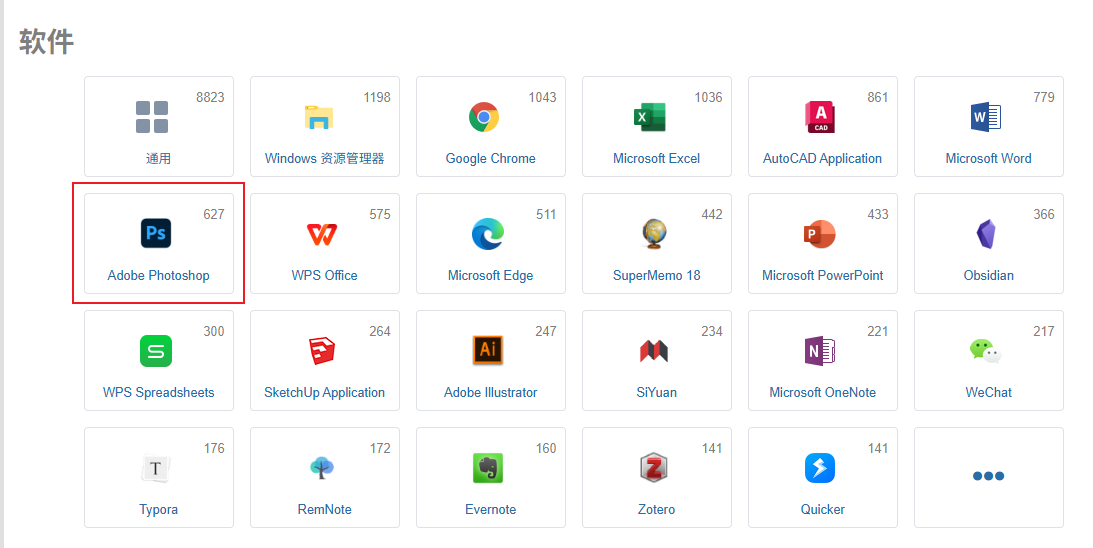 软件
8823
通用
1198
Windows 资源管理器
1043
Google Chrome
X
1036
Microsoft Excel
A
CAD
861
AutoCAD Application
W
779
Microsoft Word
Ps
627
Adobe Photoshop
W
575
WPS Office
511
Microsoft Edge
442
SuperMemo 18
P
433
Microsoft PowerPoint
366
Obsidian
S
300
WPS Spreadsheets
264
SketchUp Application
Ai
247
Adobe Illustrator
234
SiYuan
N
221
Microsoft OneNote
217
WeChat
T
176
Typora
172
RemNote
160
Evernote
Z
141
Zotero
141
Quicker